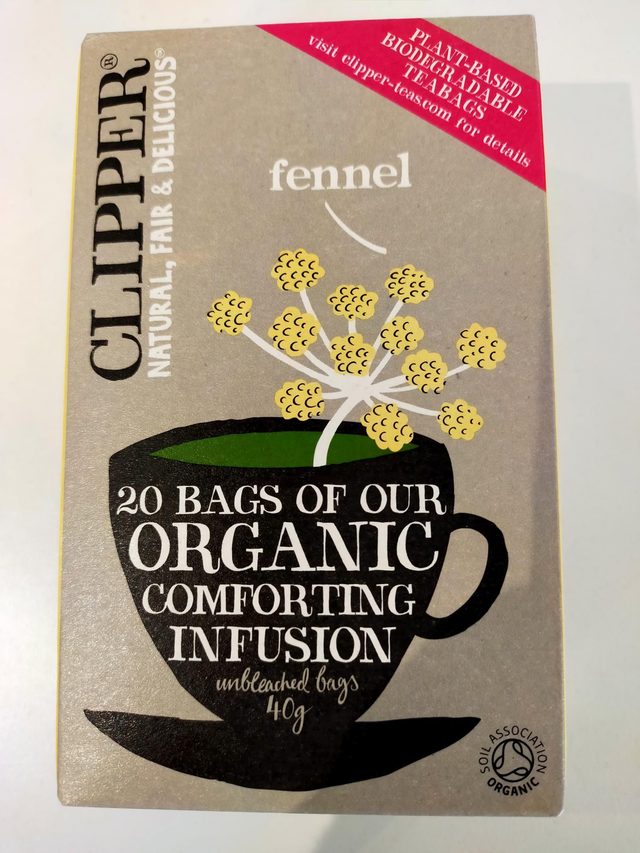 CLIPPER®
NATURAL, FAIR & DELICIOUS™
PLANT-BASED
BIODEGRADABLE
TEABAGS
visit clipper-teas.com for details
fennel
20 BAGS OF OUR
ORGANIC
COMFORTING
INFUSION
unbleached bags
40g
SOIL ASSOCIATION
ORGANIC